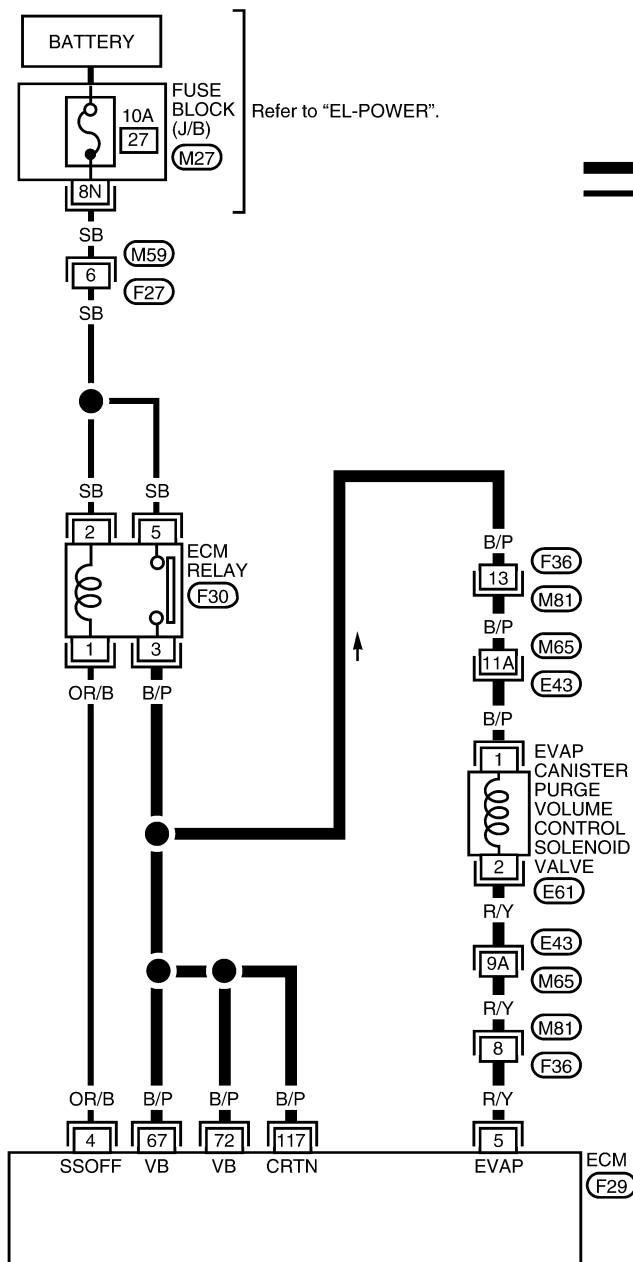 BATTERY
FUSE
BLOCK
(J/B)
Refer to “EL-POWER”.
10A
27
M27
8N
SB
6
M59
F27
SB
SB
SB
2
5
ECM
RELAY
F30
1
3
OR/B
B/P
B/P
13
F36
M81
B/P
11A
M65
E43
B/P
1
EVAP
CANISTER
PURGE
VOLUME
CONTROL
SOLENOID
VALVE
2
E61
R/Y
9A
E43
M65
R/Y
8
M81
F36
OR/B
B/P
B/P
B/P
R/Y
4
67
72
117
5
SSOFF
VB
VB
CRTN
EVAP
ECM
F29